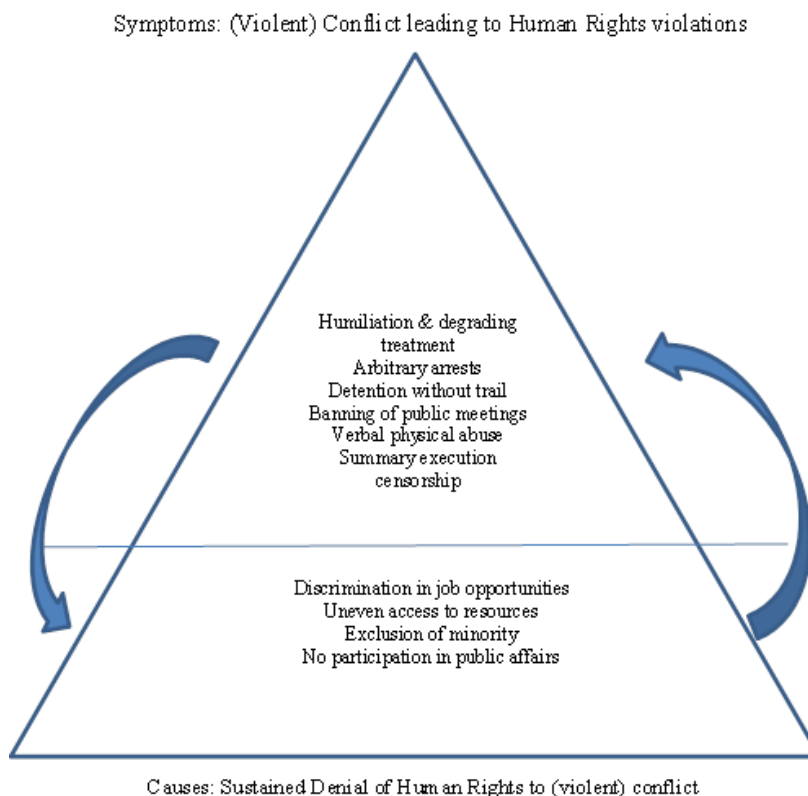 Symptoms: (Violent) Conflict leading to Human Rights violations
Humiliation & degrading
treatment
Arbitrary arrests
Detention without trail
Banning of public meetings
Verbal physical abuse
Summary execution
censorship
Discrimination in job opportunities
Uneven access to resources
Exclusion of minority
No participation in public affairs
Causes: Sustained Denial of Human Rights to (violent) conflict